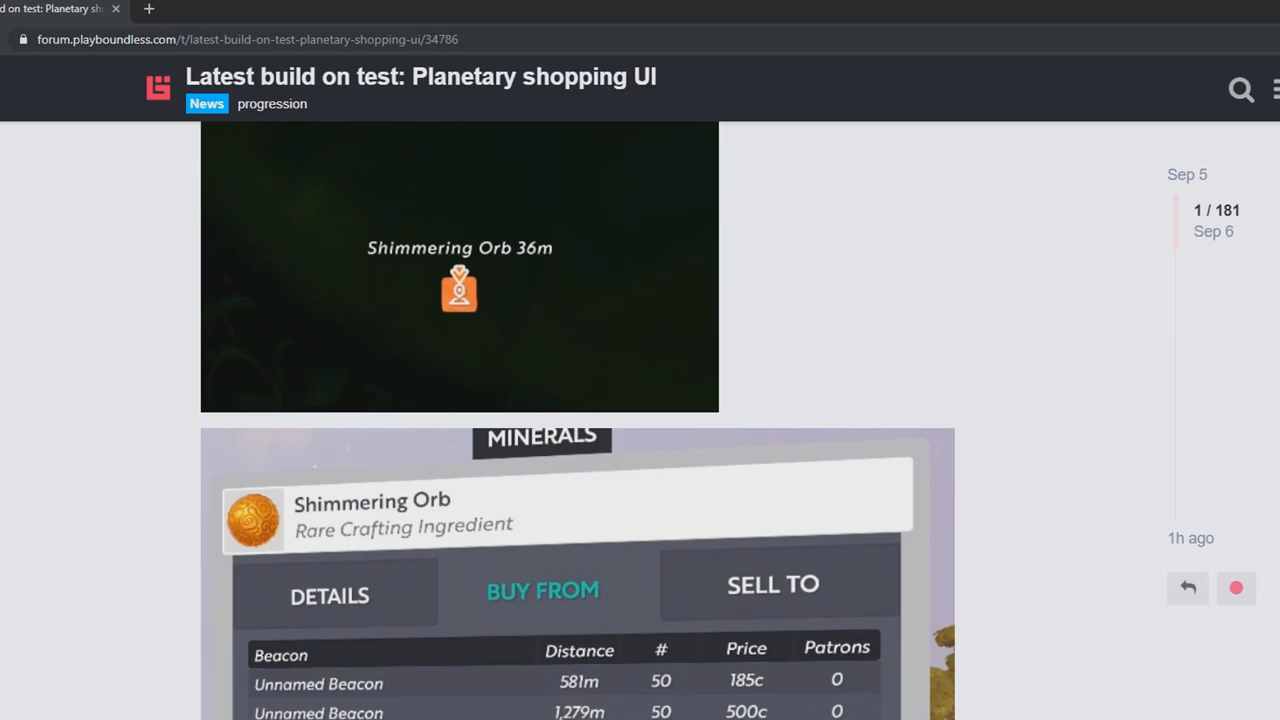 d on test: Planetary sh
forum.playboundless.com/t/latest-build-on-test-planetary-shopping-ui/34786
Latest build on test: Planetary shopping UI
News progression
Sep 5
1 / 181
Sep 6
Shimmering Orb 36m
MINERALS
Shimmering Orb
Rare Crafting Ingredient
1h ago
DETAILS BUY FROM SELL TO
Beacon Distance # Price Patrons
Unnamed Beacon 581m 50 185c 0
Unnamed Beacon 1,279m 50 500c 0